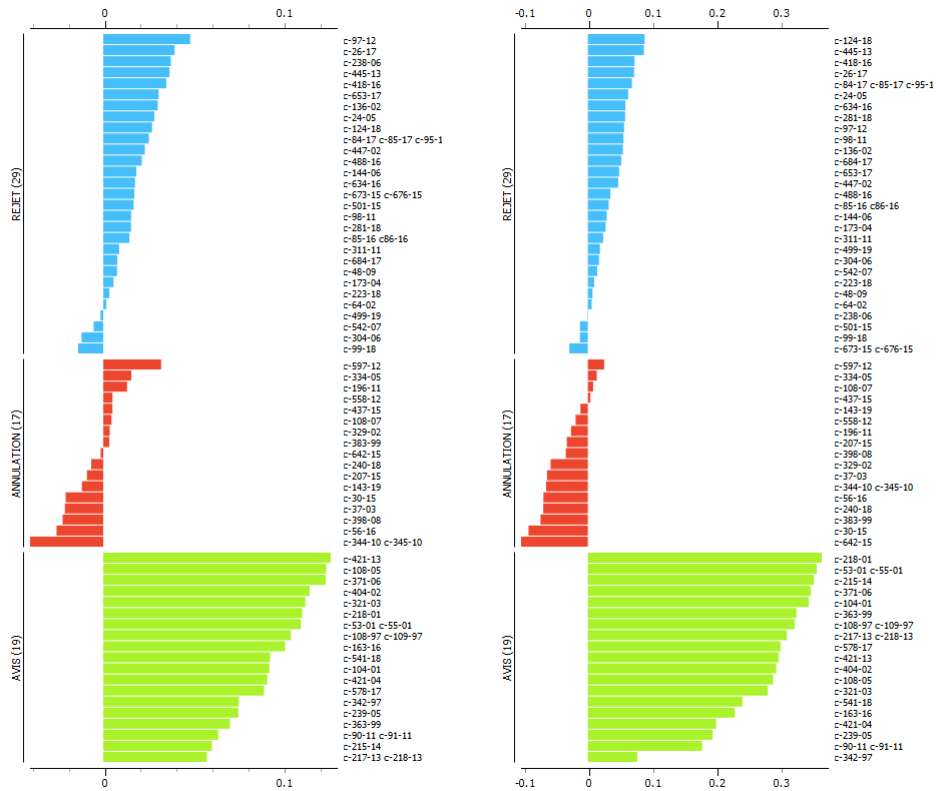 0 0.1
c-97-12
c-26-17
c-238-06
c-445-13
c-418-16
c-653-17
c-136-02
c-24-05
c-124-18
c-84-17 c-85-17 c-95-1
c-447-02
c-488-16
c-144-06
c-634-16
c-673-15 c-676-15
c-501-15
c-98-11
c-281-18
c-85-16 c86-16
c-311-11
c-684-17
c-48-09
c-173-04
c-223-18
c-64-02
c-499-19
c-542-07
c-304-06
c-99-18
REJET (29)
c-597-12
c-334-05
c-196-11
c-558-12
c-437-15
c-108-07
c-329-02
c-383-99
c-642-15
c-240-18
c-207-15
c-143-19
c-30-15
c-37-03
c-398-08
c-56-16
c-344-10 c-345-10
ANNULATION (17)
c-421-13
c-108-05
c-371-06
c-404-02
c-321-03
c-218-01
c-53-01 c-55-01
c-108-97 c-109-97
c-163-16
c-541-18
c-104-01
c-421-04
c-578-17
c-342-97
c-239-05
c-363-99
c-90-11 c-91-11
c-215-14
c-217-13 c-218-13
AVIS (19)
0 0.1
-0.1 0 0.1 0.2 0.3
c-124-18
c-445-13
c-418-16
c-26-17
c-84-17 c-85-17 c-95-1
c-24-05
c-634-16
c-281-18
c-97-12
c-98-11
c-136-02
c-684-17
c-653-17
c-447-02
c-488-16
c-85-16 c86-16
c-144-06
c-173-04
c-311-11
c-499-19
c-304-06
c-542-07
c-223-18
c-48-09
c-64-02
c-238-06
c-501-15
c-99-18
c-673-15 c-676-15
REJET (29)
c-597-12
c-334-05
c-108-07
c-437-15
c-143-19
c-558-12
c-196-11
c-207-15
c-398-08
c-329-02
c-37-03
c-344-10 c-345-10
c-56-16
c-240-18
c-383-99
c-30-15
c-642-15
ANNULATION (17)
c-218-01
c-53-01 c-55-01
c-215-14
c-371-06
c-104-01
c-363-99
c-108-97 c-109-97
c-217-13 c-218-13
c-578-17
c-421-13
c-404-02
c-108-05
c-321-03
c-541-18
c-163-16
c-421-04
c-239-05
c-90-11 c-91-11
c-342-97
AVIS (19)
-0.1 0 0.1 0.2 0.3